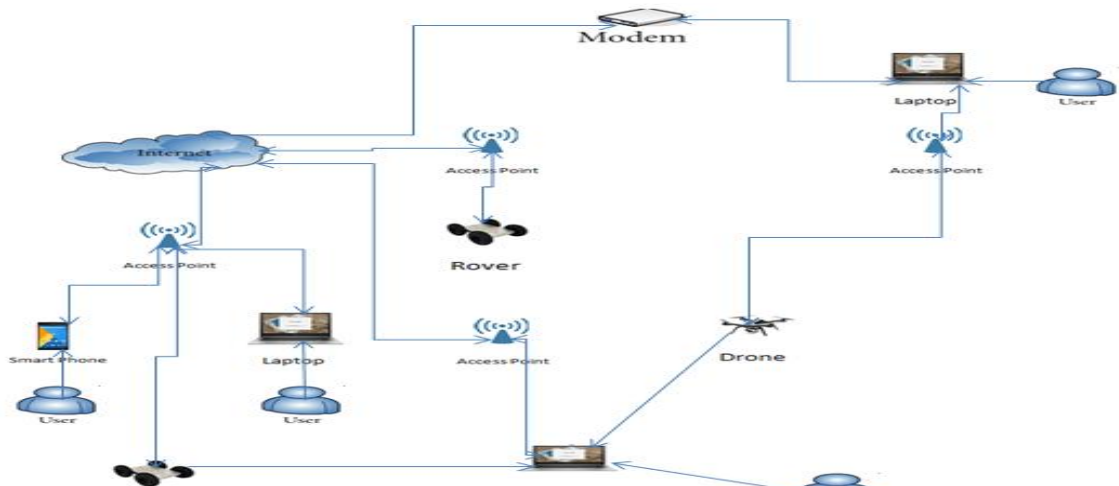 Modem
Laptop
User
Internet
Access Point
Access Point
Rover
Access Point
Smart Phone
Laptop
Access Point
Drone
User
User